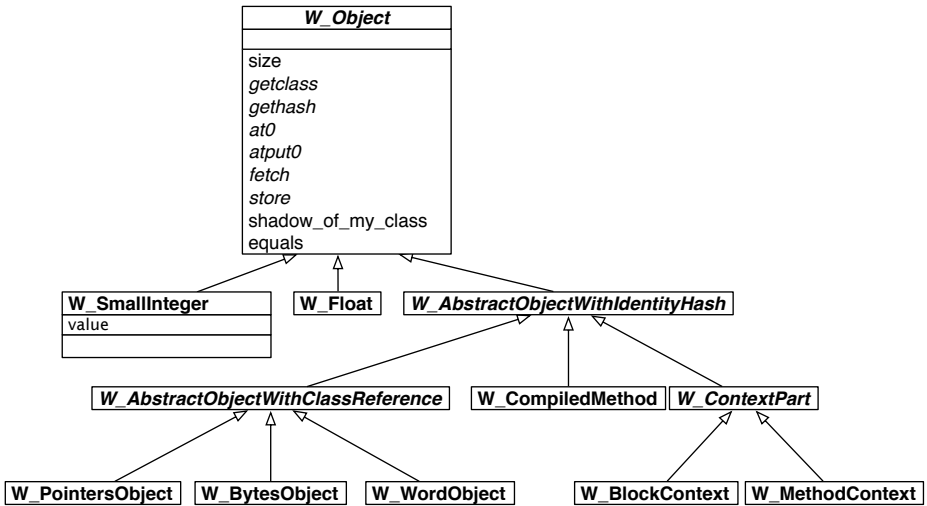 W_Object
size
getclass
gethash
at0
atput0
fetch
store
shadow_of_my_class
equals
W_SmallInteger
value
W_Float
W_AbstractObjectWithIdentityHash
W_AbstractObjectWithClassReference
W_CompiledMethod
W_ContextPart
W_PointersObject
W_BytesObject
W_WordObject
W_BlockContext
W_MethodContext